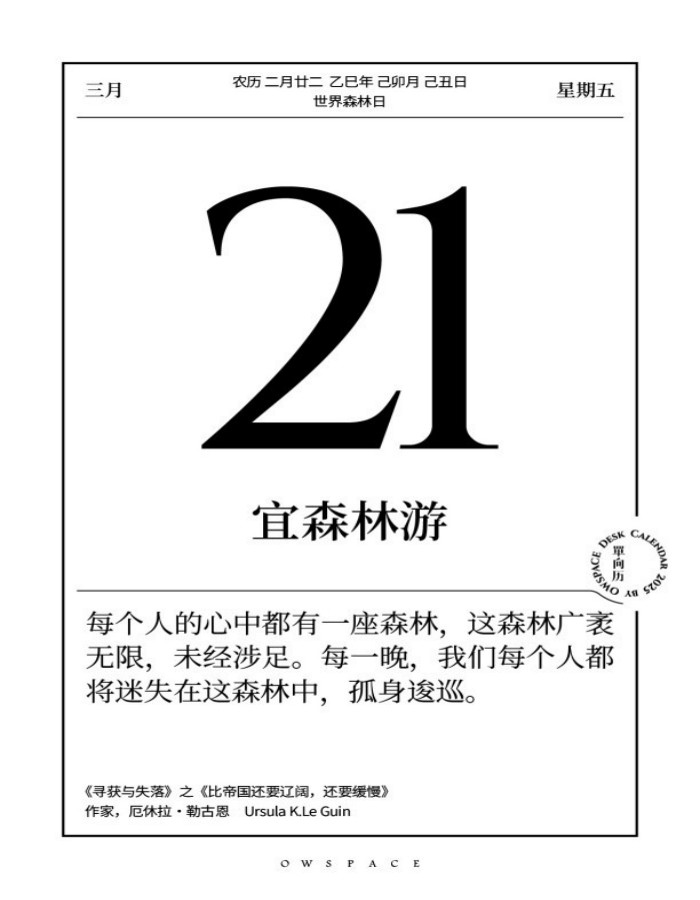 三月
农历 二月廿二 乙巳年 己卯月 己丑日
世界森林日
星期五
21
宜森林游
OWSPACE DESK CALENDAR 2025 BY
單向历
每个人的心中都有一座森林，这森林广袤
无限，未经涉足。每一晚，我们每个人都
将迷失在这森林中，孤身逡巡。
《寻获与失落》之《比帝国还要辽阔，还要缓慢》
作家，厄休拉·勒古恩 Ursula K.Le Guin
OWSPACE